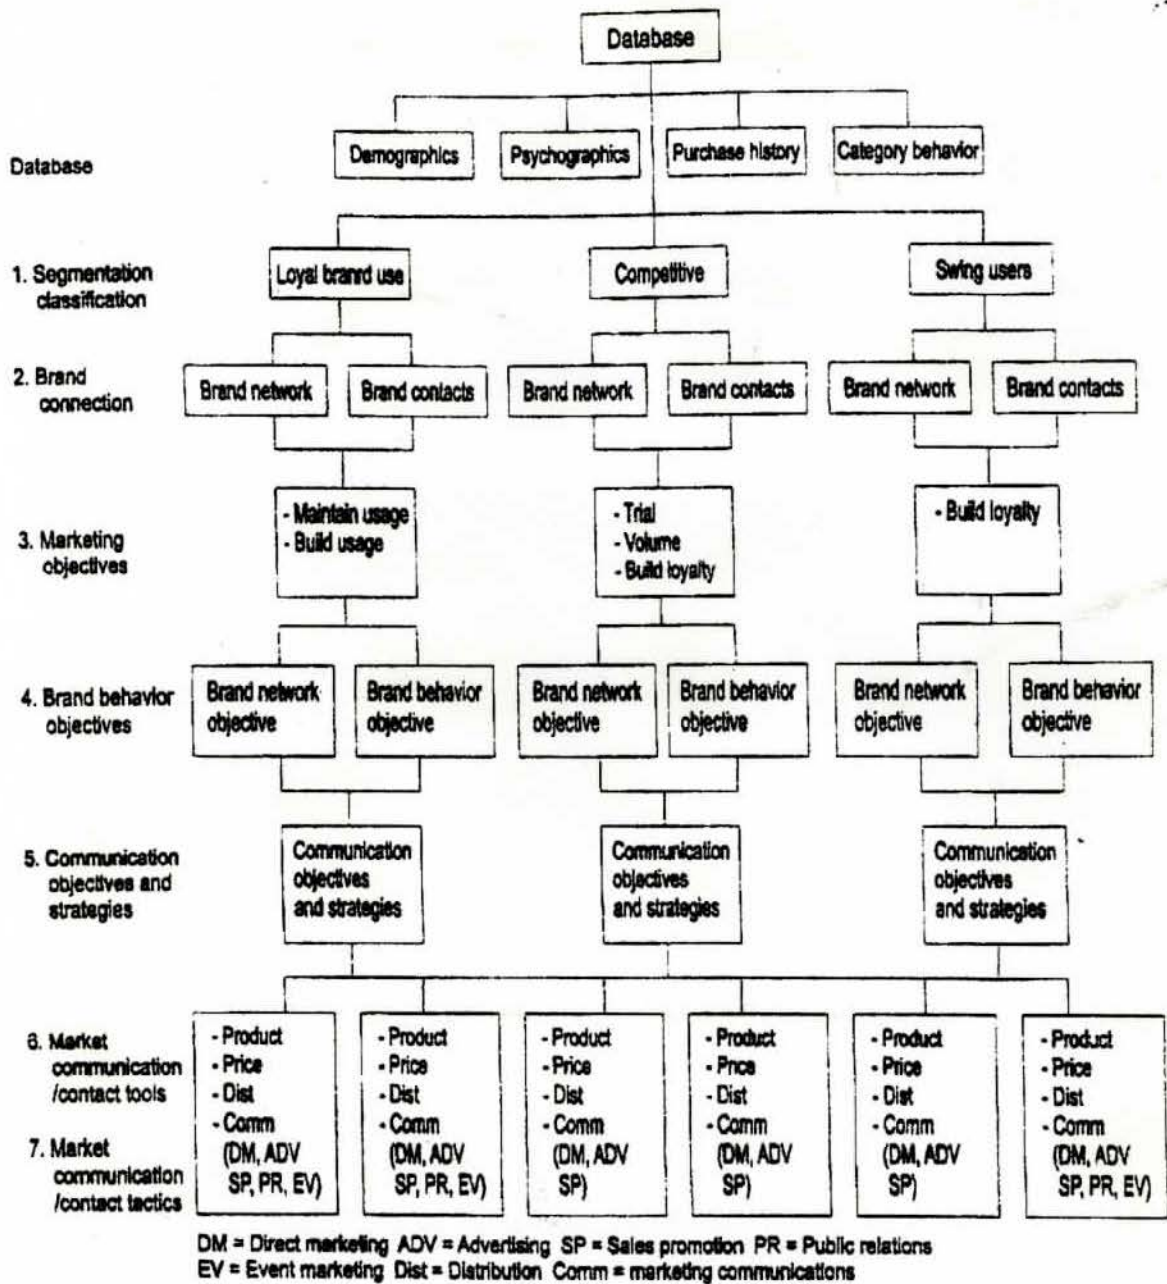 Database
Demographics Psychographics Purchase history Category behavior
Database
1. Segmentation
classification
Loyal branrd use Competitive Swing users
2. Brand
connection
Brand network Brand contacts Brand network Brand contacts Brand network Brand contacts
3. Marketing
objectives
- Maintain usage
- Build usage
- Trial
- Volume
- Build loyalty
- Build loyalty
4. Brand behavior
objectives
Brand network
objective
Brand behavior
objective
Brand network
objective
Brand behavior
objective
Brand network
objective
Brand behavior
objective
5. Communication
objectives and
strategies
Communication
objectives
and strategies
Communication
objectives
and strategies
Communication
objectives
and strategies
6. Market
communication
/contact tools
7. Market
communication
/contact tactics
- Product
- Price
- Dist
- Comm
(DM, ADV
SP, PR, EV)
- Product
- Price
- Dist
- Comm
(DM, ADV
SP, PR, EV)
- Product
- Price
- Dist
- Comm
(DM, ADV
SP)
- Product
- Price
- Dist
- Comm
(DM, ADV
SP)
- Product
- Price
- Dist
- Comm
(DM, ADV
SP)
- Product
- Price
- Dist
- Comm
(DM, ADV
SP, PR, EV)
DM = Direct marketing ADV = Advertising SP = Sales promotion PR = Public relations
EV = Event marketing Dist = Distribution Comm = marketing communications